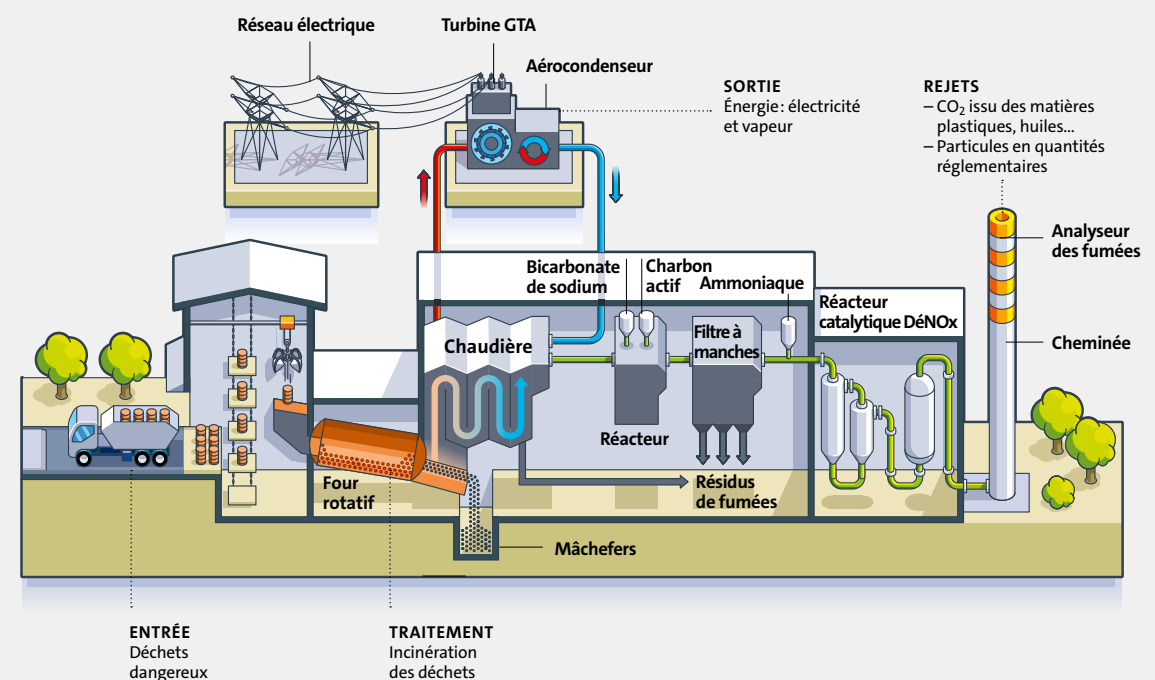 Réseau électrique
Turbine GTA
Aérocondenseur
SORTIE
Énergie: électricité
et vapeur
REJETS
– CO₂ issu des matières
plastiques, huiles…
– Particules en quantités
réglementaires
Analyseur
des fumées
Bicarbonate
de sodium
Charbon
actif
Ammoniaque
Réacteur
catalytique DéNOx
Chaudière
Filtre à
manches
Cheminée
Réacteur
Four
rotatif
Résidus
de fumées
Mâchefers
ENTRÉE
Déchets
dangereux
TRAITEMENT
Incinération
des déchets